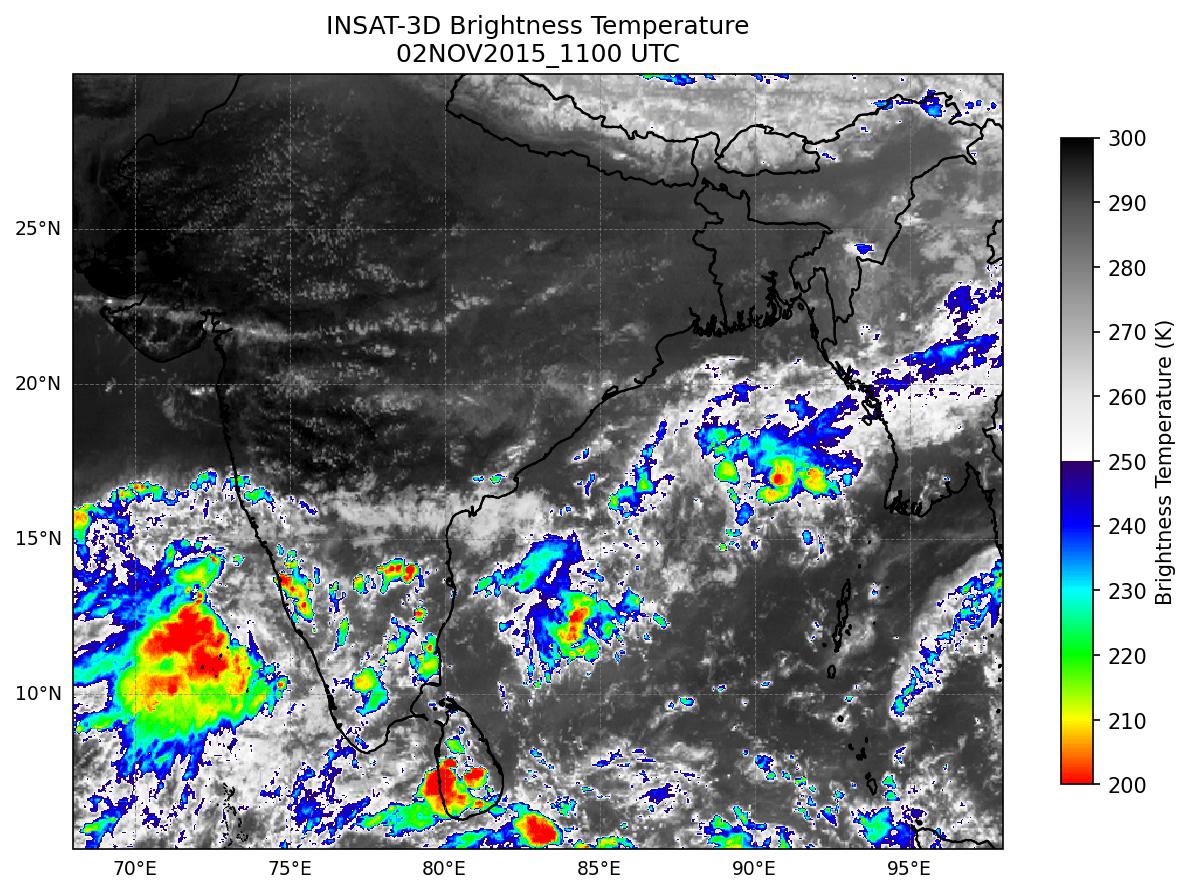 INSAT-3D Brightness Temperature
02NOV2015_1100 UTC
25°N
20°N
15°N
10°N
70°E
75°E
80°E
85°E
90°E
95°E
300
290
280
270
260
250
240
230
220
210
200
Brightness Temperature (K)